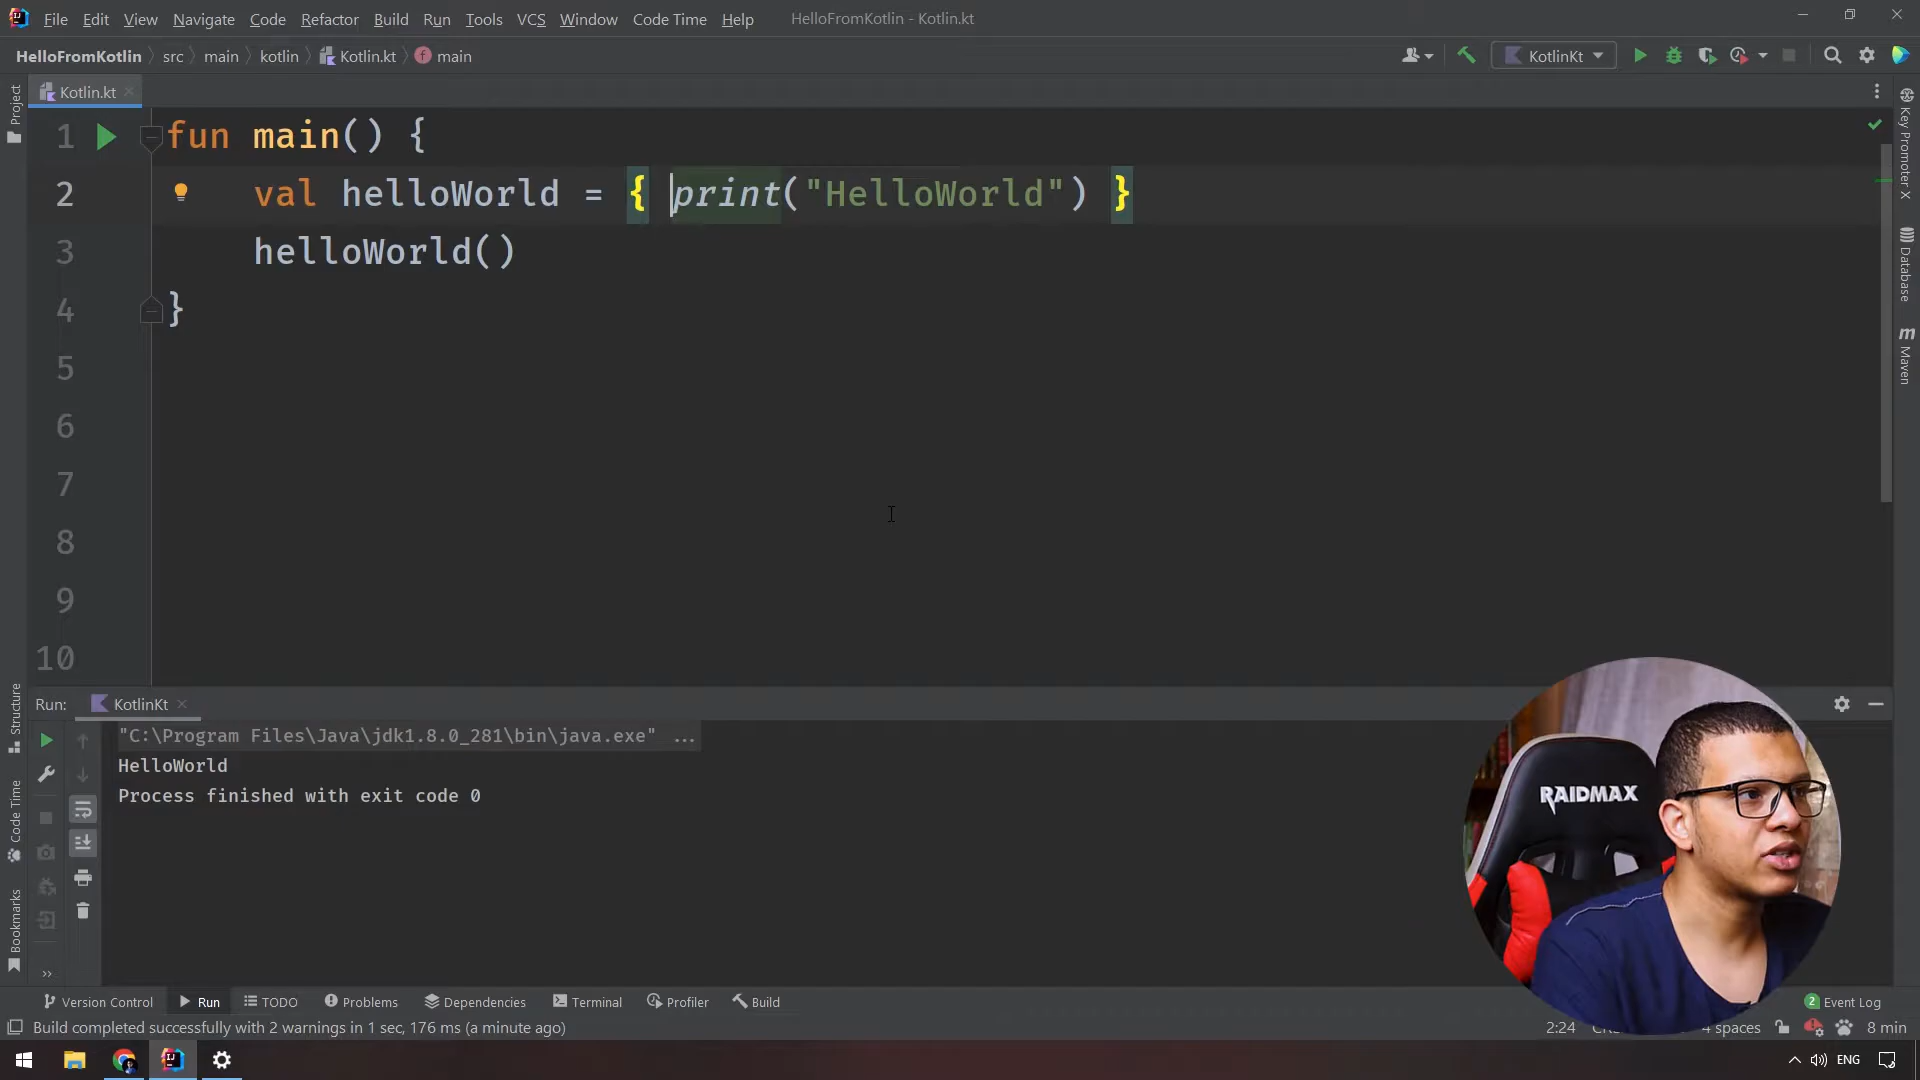 File Edit View Navigate Code Refactor Build Run Tools VCS Window Code Time Help HelloFromKotlin - Kotlin.kt
HelloFromKotlin src main kotlin Kotlin.kt main KotlinKt
Kotlin.kt
Project
Key Promoter X
Database
Maven
1 fun main() {
2 val helloWorld = { print("HelloWorld") }
3 helloWorld()
4 }
5
6
7
8
9
10
Structure
Code Time
Bookmarks
Run: KotlinKt
"C:\Program Files\Java\jdk1.8.0_281\bin\java.exe" ...
HelloWorld
Process finished with exit code 0
RAIDMAX
Version Control Run TODO Problems Dependencies Terminal Profiler Build 2 Event Log
Build completed successfully with 2 warnings in 1 sec, 176 ms (a minute ago) 2:24 4 spaces 8 min
ENG